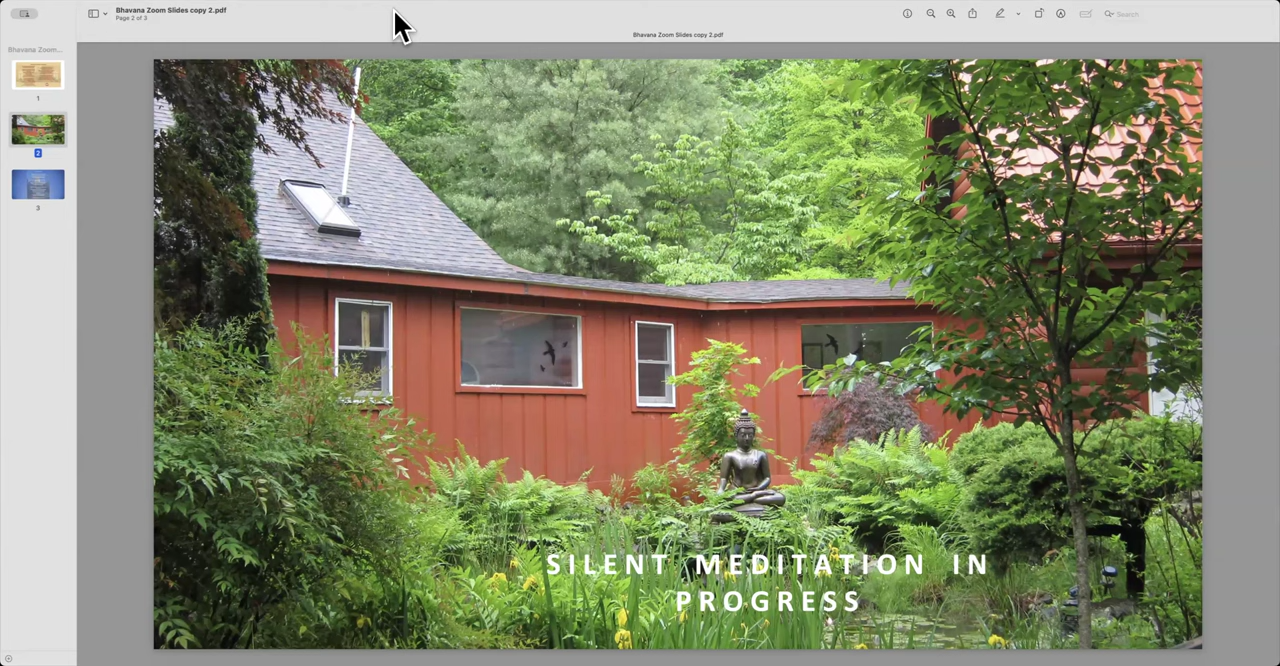 Bhavana Zoom Slides copy 2.pdf
Page 2 of 3
Search
Bhavana Zoom Slides copy 2.pdf
Bhavana Zoom...
1
2
3
SILENT MEDITATION IN
PROGRESS